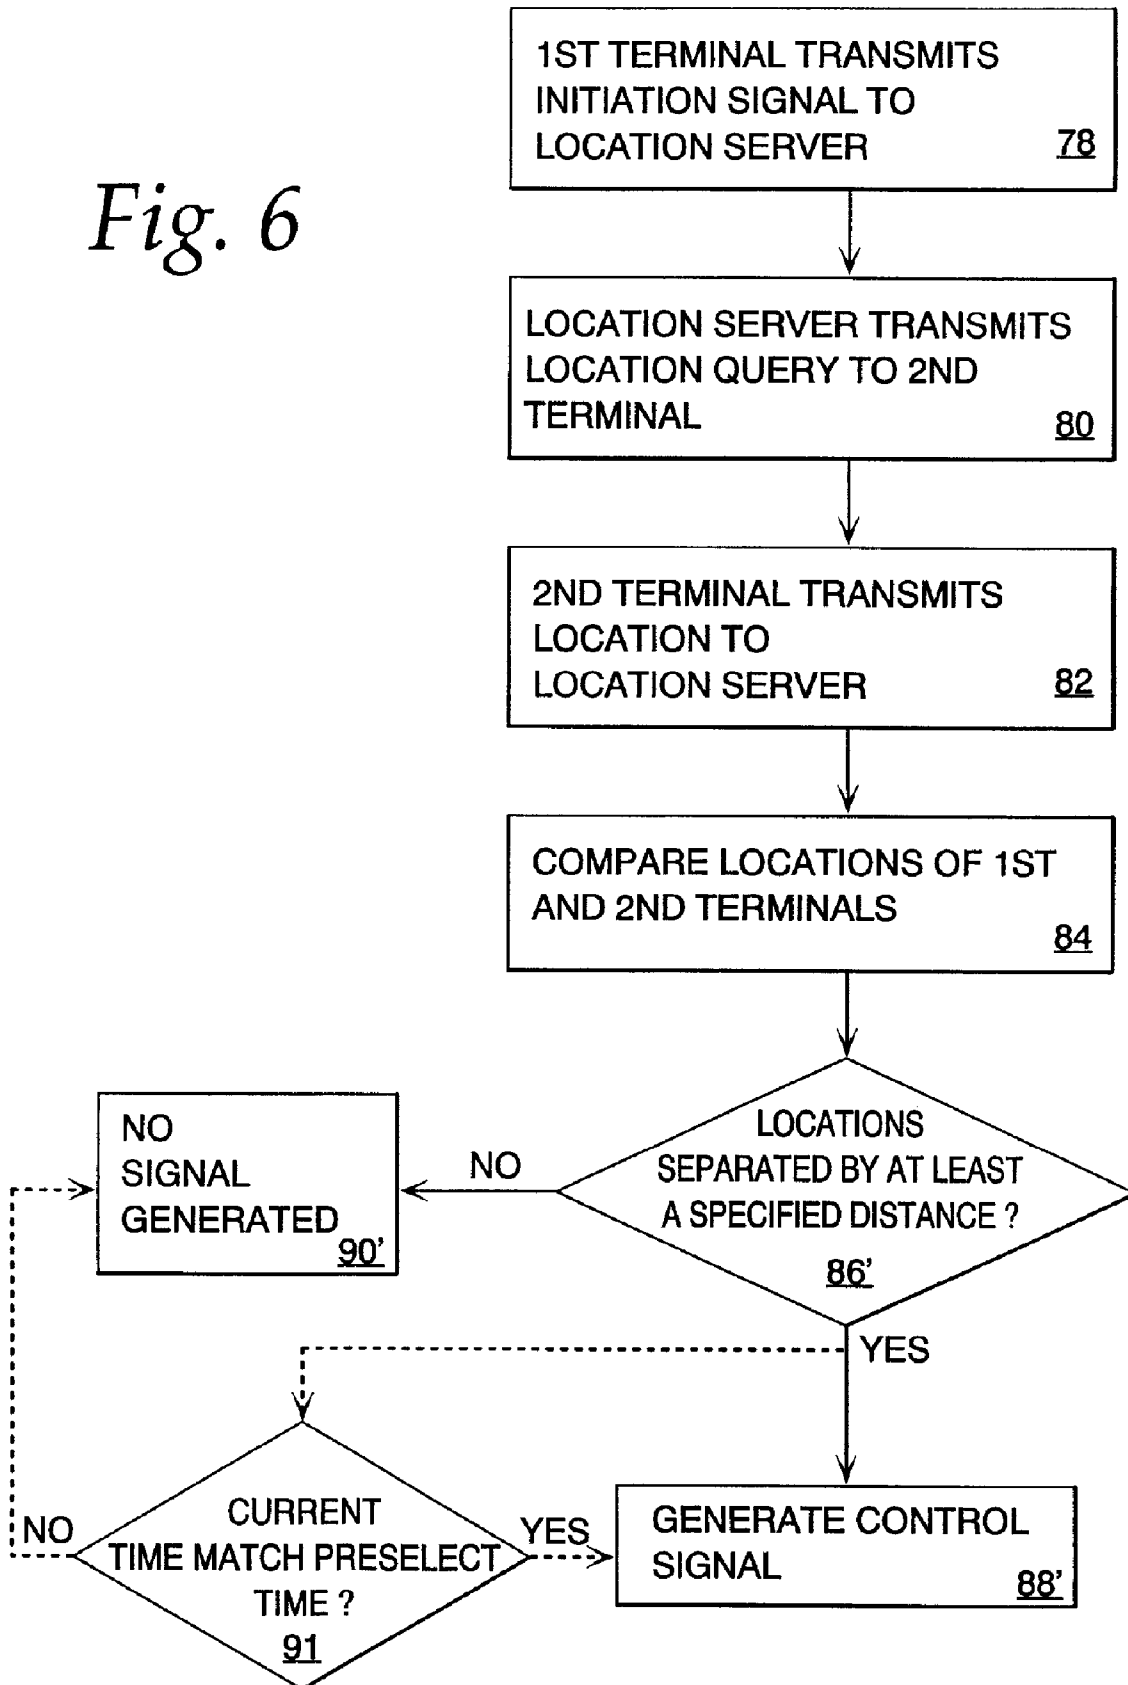 Fig. 6
1ST TERMINAL TRANSMITS
INITIATION SIGNAL TO
LOCATION SERVER
78
LOCATION SERVER TRANSMITS
LOCATION QUERY TO 2ND
TERMINAL
80
2ND TERMINAL TRANSMITS
LOCATION TO
LOCATION SERVER
82
COMPARE LOCATIONS OF 1ST
AND 2ND TERMINALS
84
LOCATIONS
SEPARATED BY AT LEAST
A SPECIFIED DISTANCE ?
86'
NO
NO
SIGNAL
GENERATED
90'
YES
CURRENT
TIME MATCH PRESELECT
TIME ?
91
NO
YES
GENERATE CONTROL
SIGNAL
88'